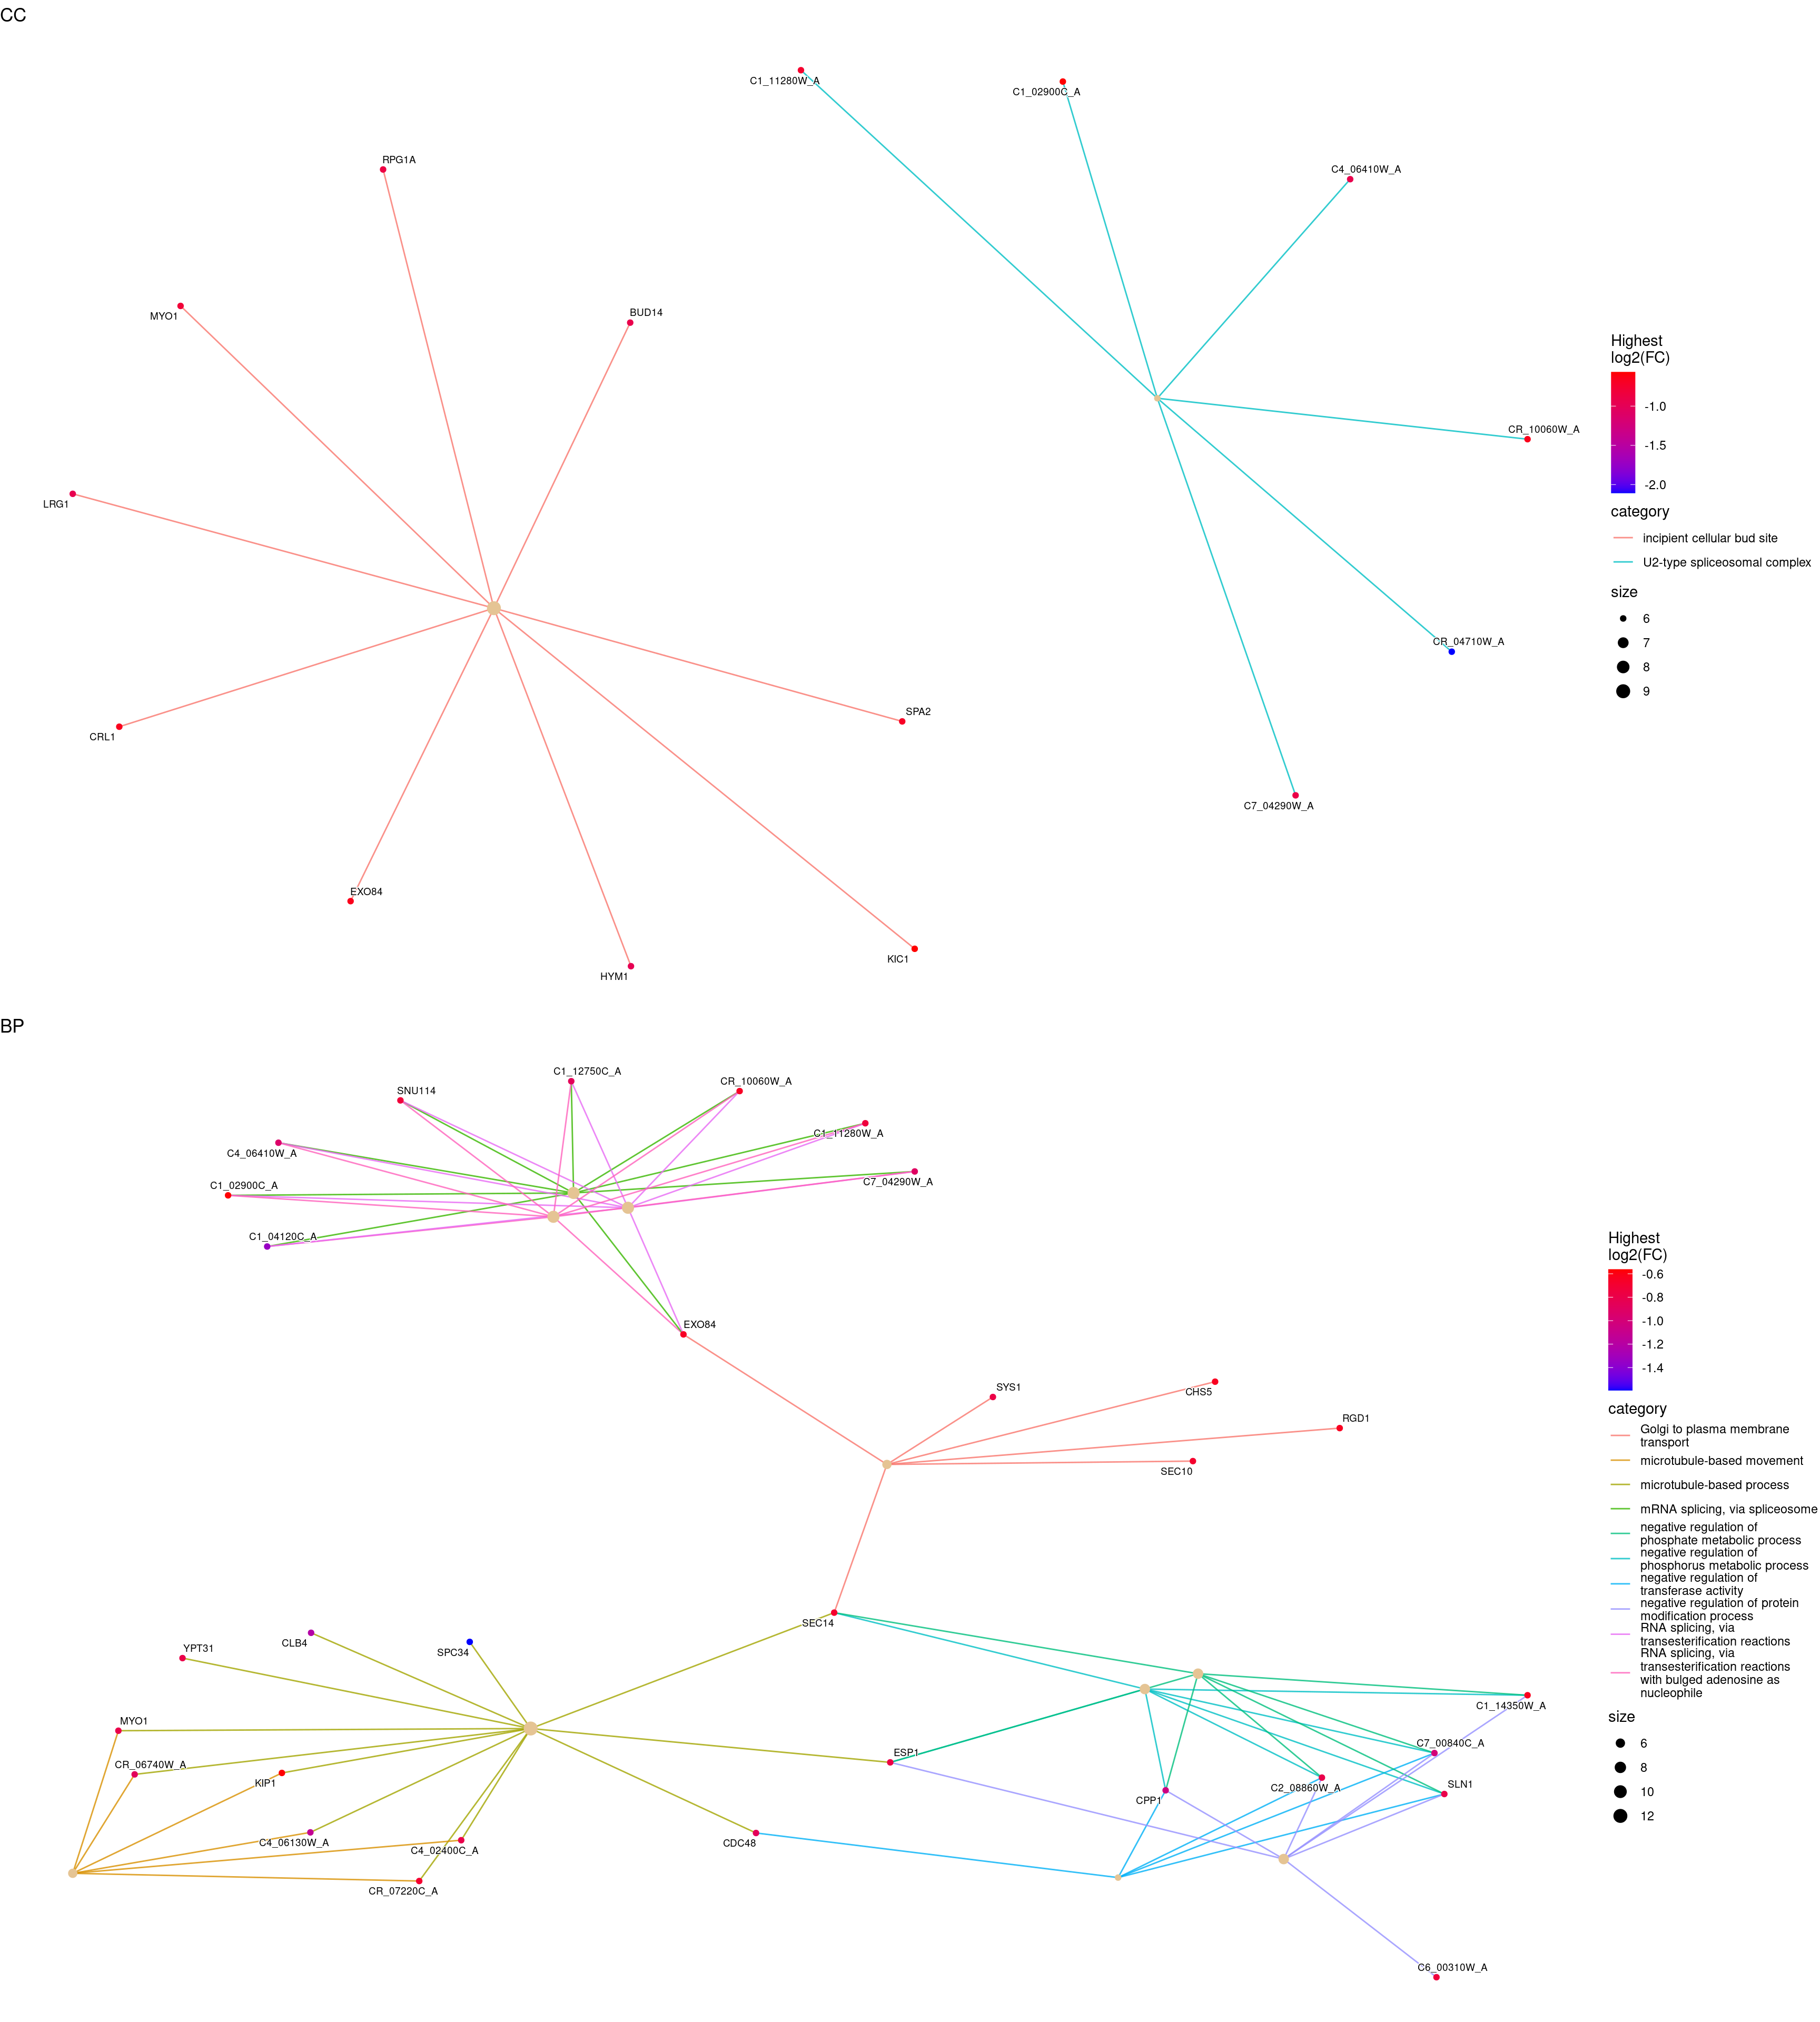 CC
C1_11280W_A
C1_02900C_A
RPG1A
C4_06410W_A
MYO1
BUD14
Highest
log2(FC)
-1.0
-1.5
-2.0
CR_10060W_A
LRG1
category
incipient cellular bud site
U2-type spliceosomal complex
size
6
7
8
9
CR_04710W_A
SPA2
CRL1
C7_04290W_A
EXO84
KIC1
HYM1
BP
C1_12750C_A
SNU114
CR_10060W_A
C1_11280W_A
C4_06410W_A
C7_04290W_A
C1_02900C_A
C1_04120C_A
EXO84
SYS1
CHS5
RGD1
SEC10
Highest
log2(FC)
-0.6
-0.8
-1.0
-1.2
-1.4
category
Golgi to plasma membrane
transport
microtubule-based movement
microtubule-based process
mRNA splicing, via spliceosome
negative regulation of
phosphate metabolic process
negative regulation of
phosphorus metabolic process
negative regulation of
transferase activity
negative regulation of protein
modification process
RNA splicing, via
transesterification reactions
RNA splicing, via
transesterification reactions
with bulged adenosine as
nucleophile
size
6
8
10
12
SEC14
CLB4
YPT31
SPC34
MYO1
C1_14350W_A
CR_06740W_A
KIP1
ESP1
C7_00840C_A
C2_08860W_A
SLN1
CPP1
C4_06130W_A
C4_02400C_A
CDC48
CR_07220C_A
C6_00310W_A